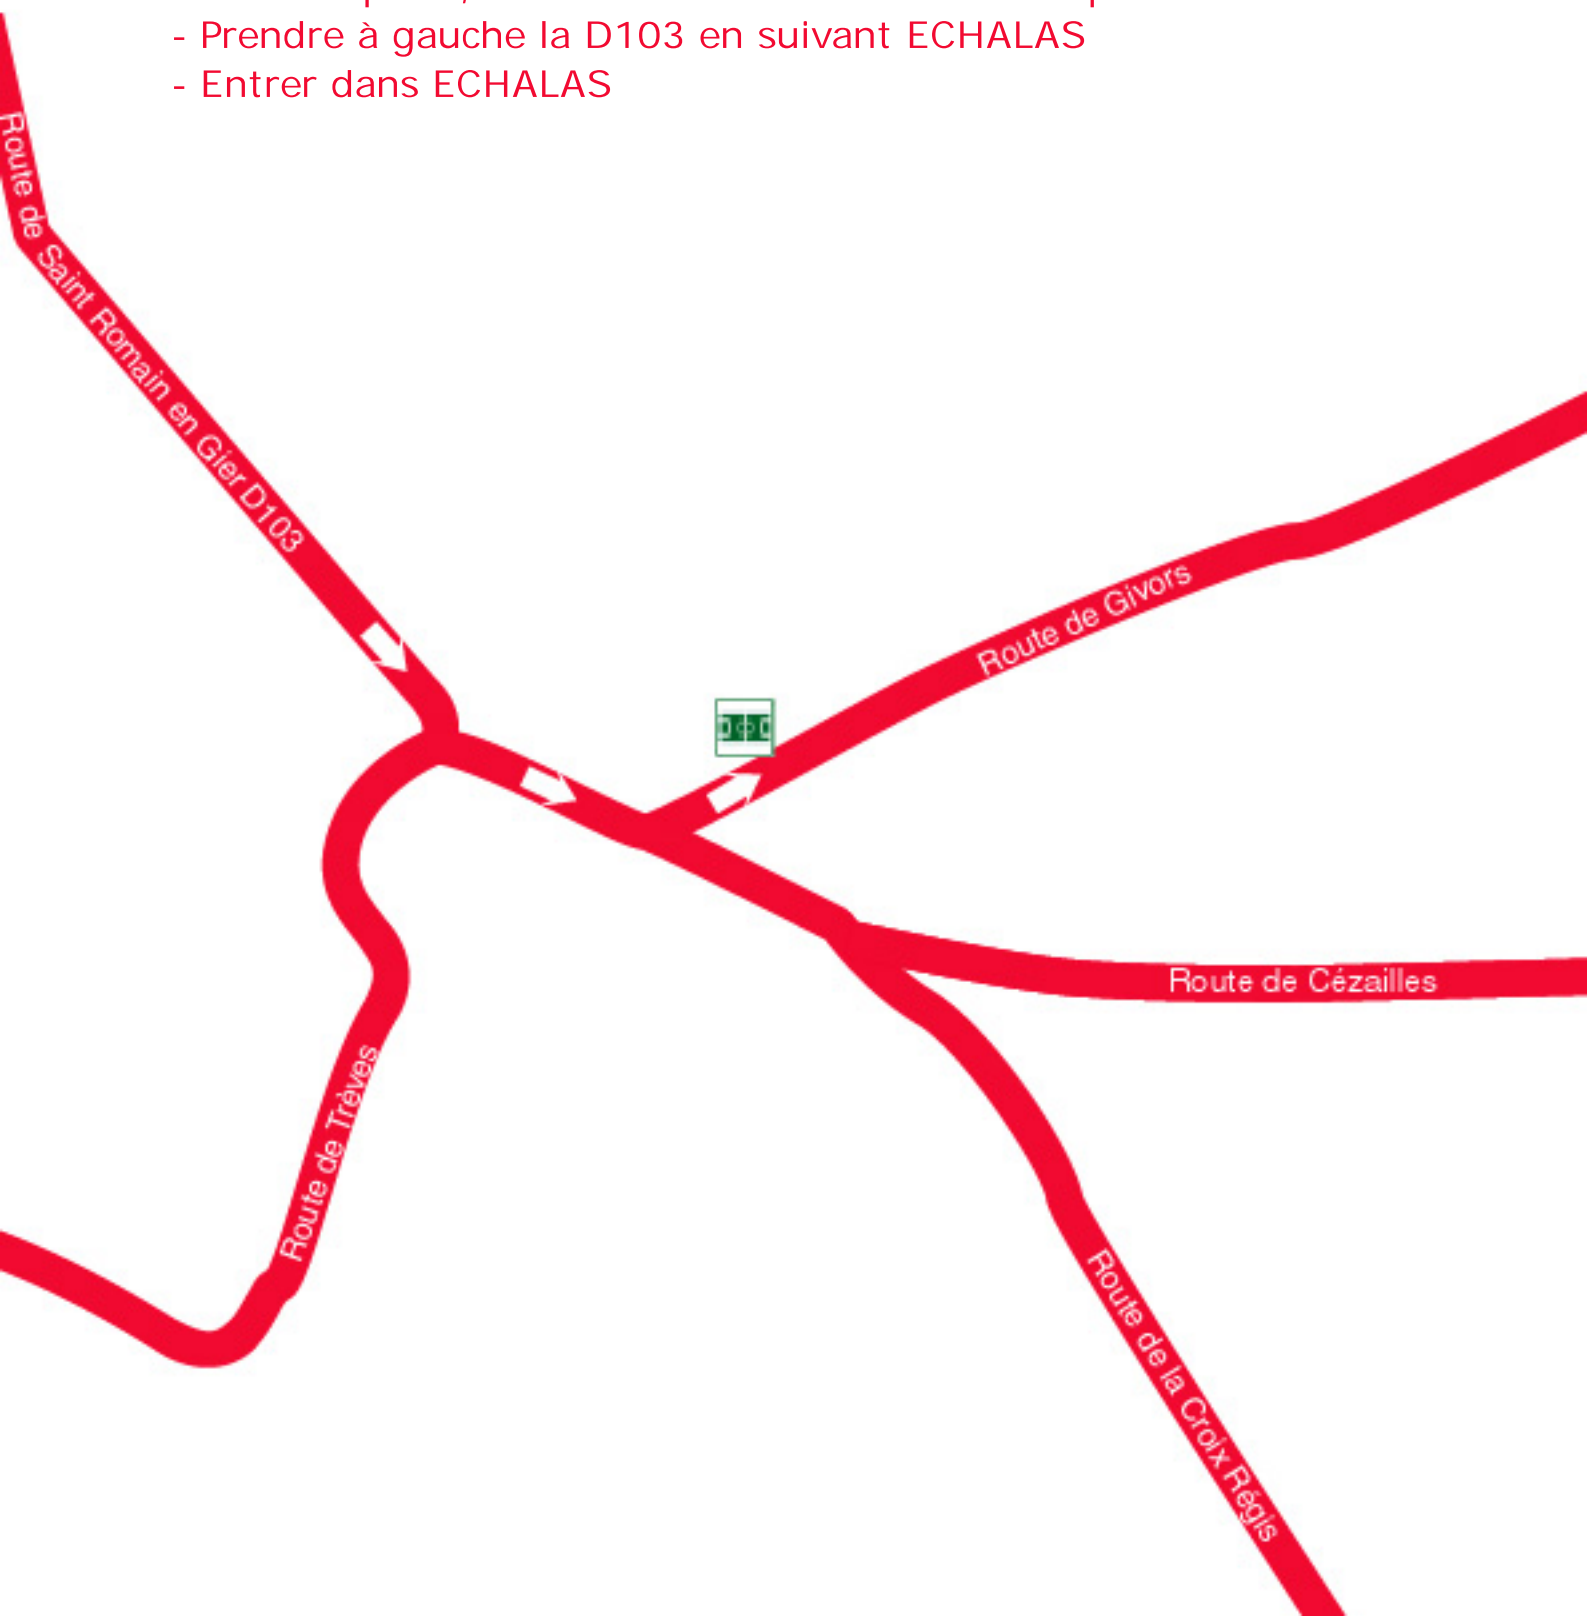 - Prendre à gauche la D103 en suivant ECHALAS
- Entrer dans ECHALAS
Route de Saint Romain en Gier D103
Route de Givors
Route de Cézailles
Route de Trèves
Route de la Croix Régis